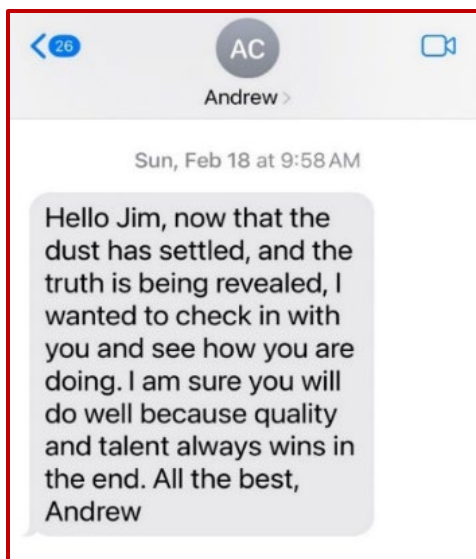 26
AC
Andrew
Sun, Feb 18 at 9:58 AM
Hello Jim, now that the
dust has settled, and the
truth is being revealed, I
wanted to check in with
you and see how you are
doing. I am sure you will
do well because quality
and talent always wins in
the end. All the best,
Andrew